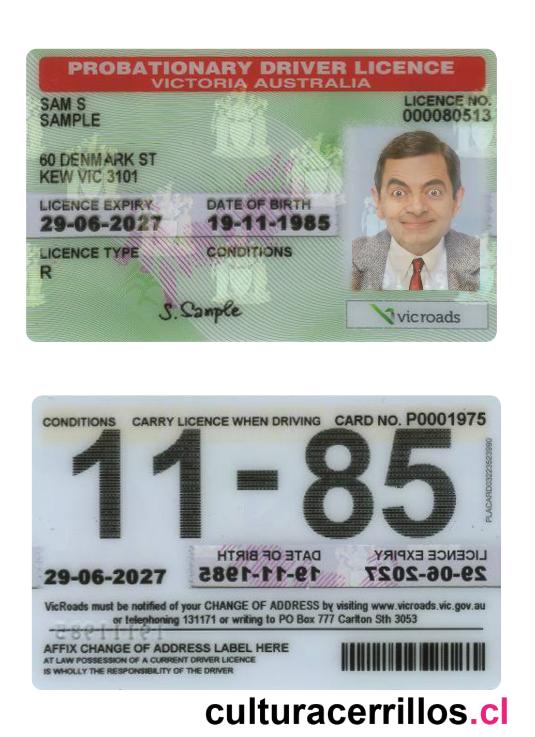 PROBATIONARY DRIVER LICENCE
VICTORIA AUSTRALIA
SAM S
SAMPLE
LICENCE NO.
000080513
60 DENMARK ST
KEW VIC 3101
LICENCE EXPIRY DATE OF BIRTH
29-06-2027 19-11-1985
LICENCE TYPE CONDITIONS
R
S. Sample
vicroads
CONDITIONS CARRY LICENCE WHEN DRIVING CARD NO. P0001975
11-85
PLACARD03223523990
LICENCE EXPIRY DATE OF BIRTH
29-06-2027 19-11-1985 29-06-2027
VicRoads must be notified of your CHANGE OF ADDRESS by visiting www.vicroads.vic.gov.au
or telephoning 131171 or writing to PO Box 777 Carlton Sth 3053
19111985
AFFIX CHANGE OF ADDRESS LABEL HERE
AT LAW POSSESSION OF A CURRENT DRIVER LICENCE
IS WHOLLY THE RESPONSIBILITY OF THE DRIVER
culturacerrillos.cl